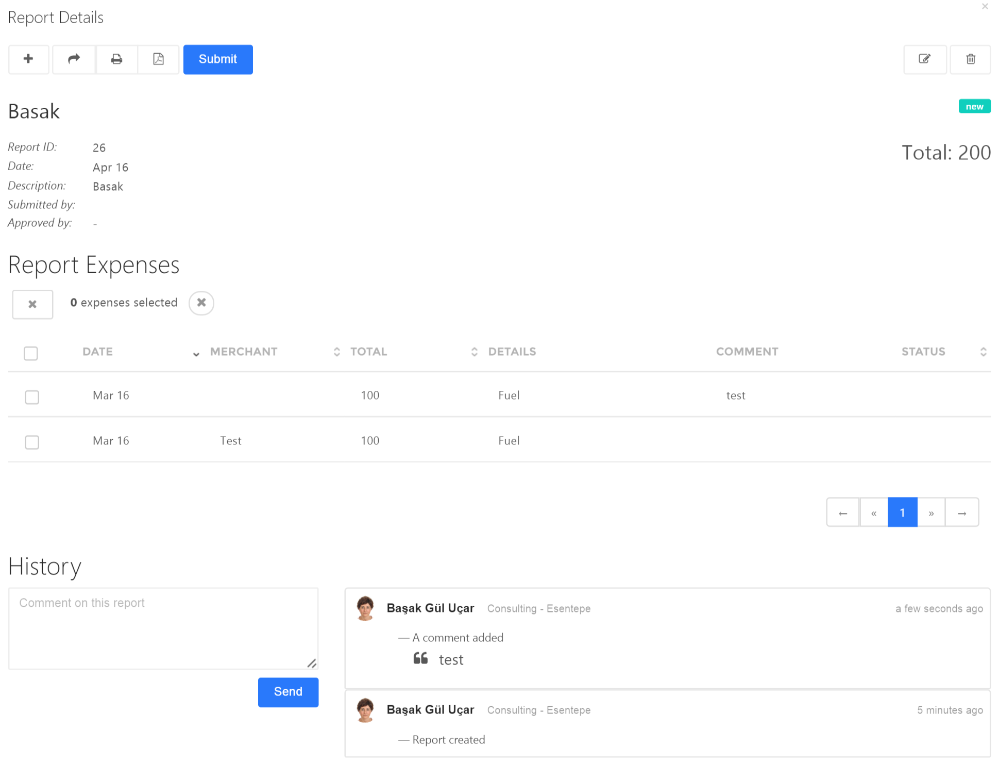 Report Details
Submit
Basak
new
Report ID: 26
Total: 200
Date: Apr 16
Description: Basak
Submitted by:
Approved by: -
Report Expenses
0 expenses selected
DATE MERCHANT TOTAL DETAILS COMMENT STATUS
Mar 16 100 Fuel test
Mar 16 Test 100 Fuel
← « 1 » →
History
Comment on this report
Send
Başak Gül Uçar Consulting - Esentepe a few seconds ago
— A comment added
❝ test
Başak Gül Uçar Consulting - Esentepe 5 minutes ago
— Report created